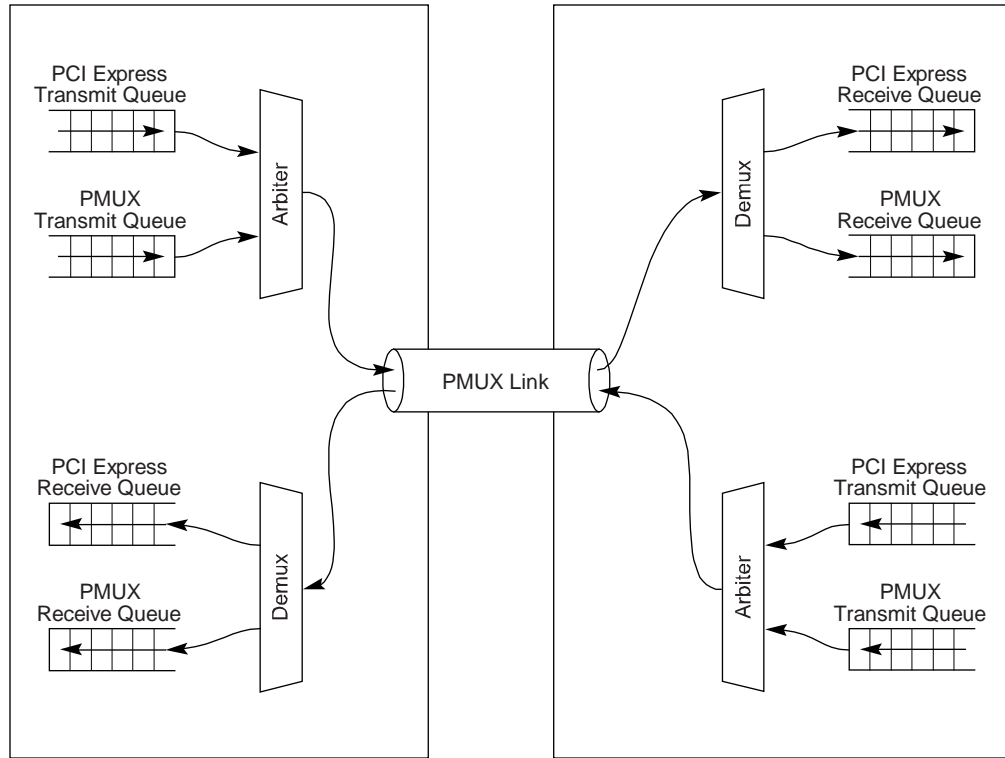 PCI Express
Transmit Queue
PMUX
Transmit Queue
Arbiter
PCI Express
Receive Queue
PMUX
Receive Queue
Demux
PMUX Link
PCI Express
Receive Queue
PMUX
Receive Queue
Demux
PCI Express
Transmit Queue
PMUX
Transmit Queue
Arbiter